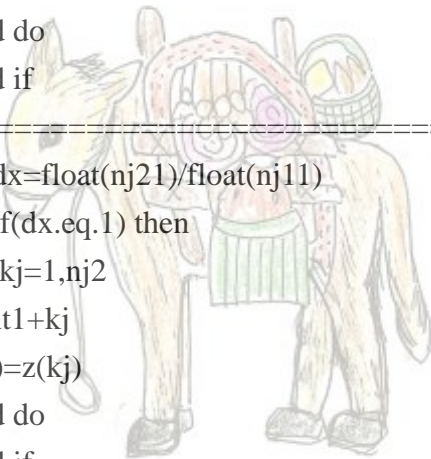 d do
d if
==============================
dx=float(nj21)/float(nj11)
f(dx.eq.1) then
kj=1,nj2
t1+kj
)=z(kj)
d do
d if